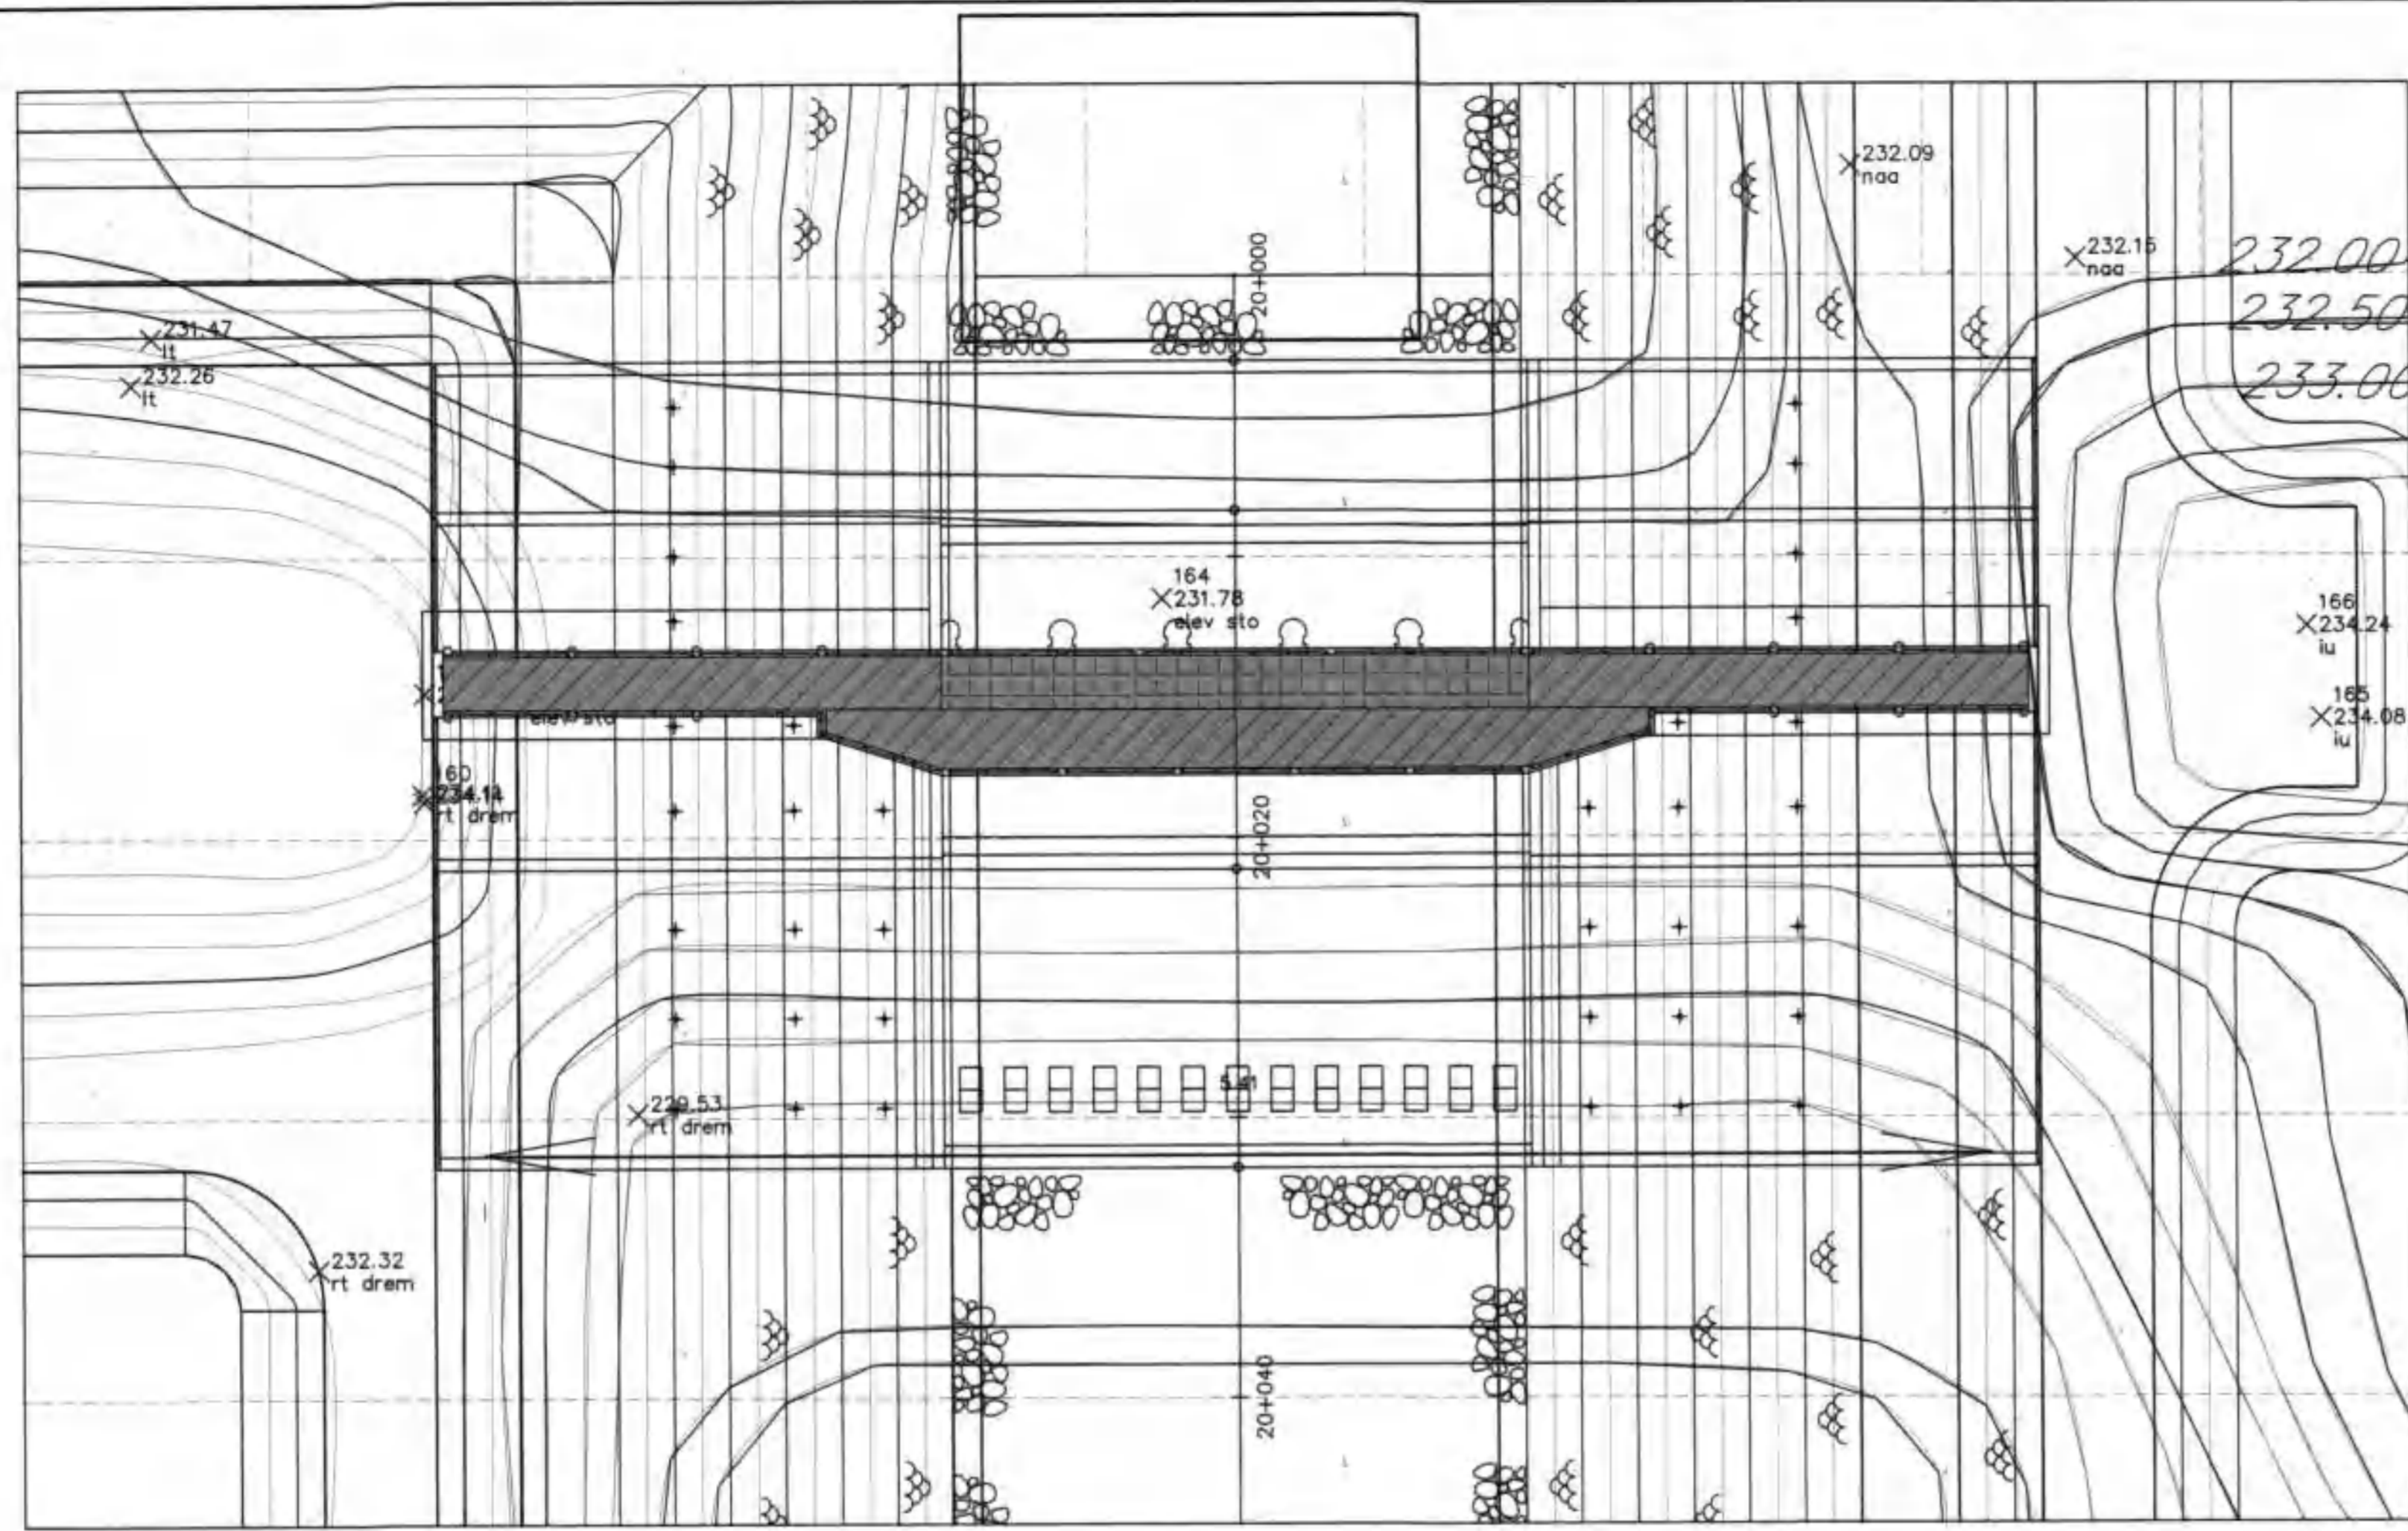 232.09
naa
232.15
naa
232.00
232.50
233.00
20+000
231.47
lt
232.26
lt
164
231.78
elev sto
166
234.24
iu
165
234.08
iu
elev sto
160
234.14
rt drem
20+020
5.41
229.53
rt drem
232.32
rt drem
20+040